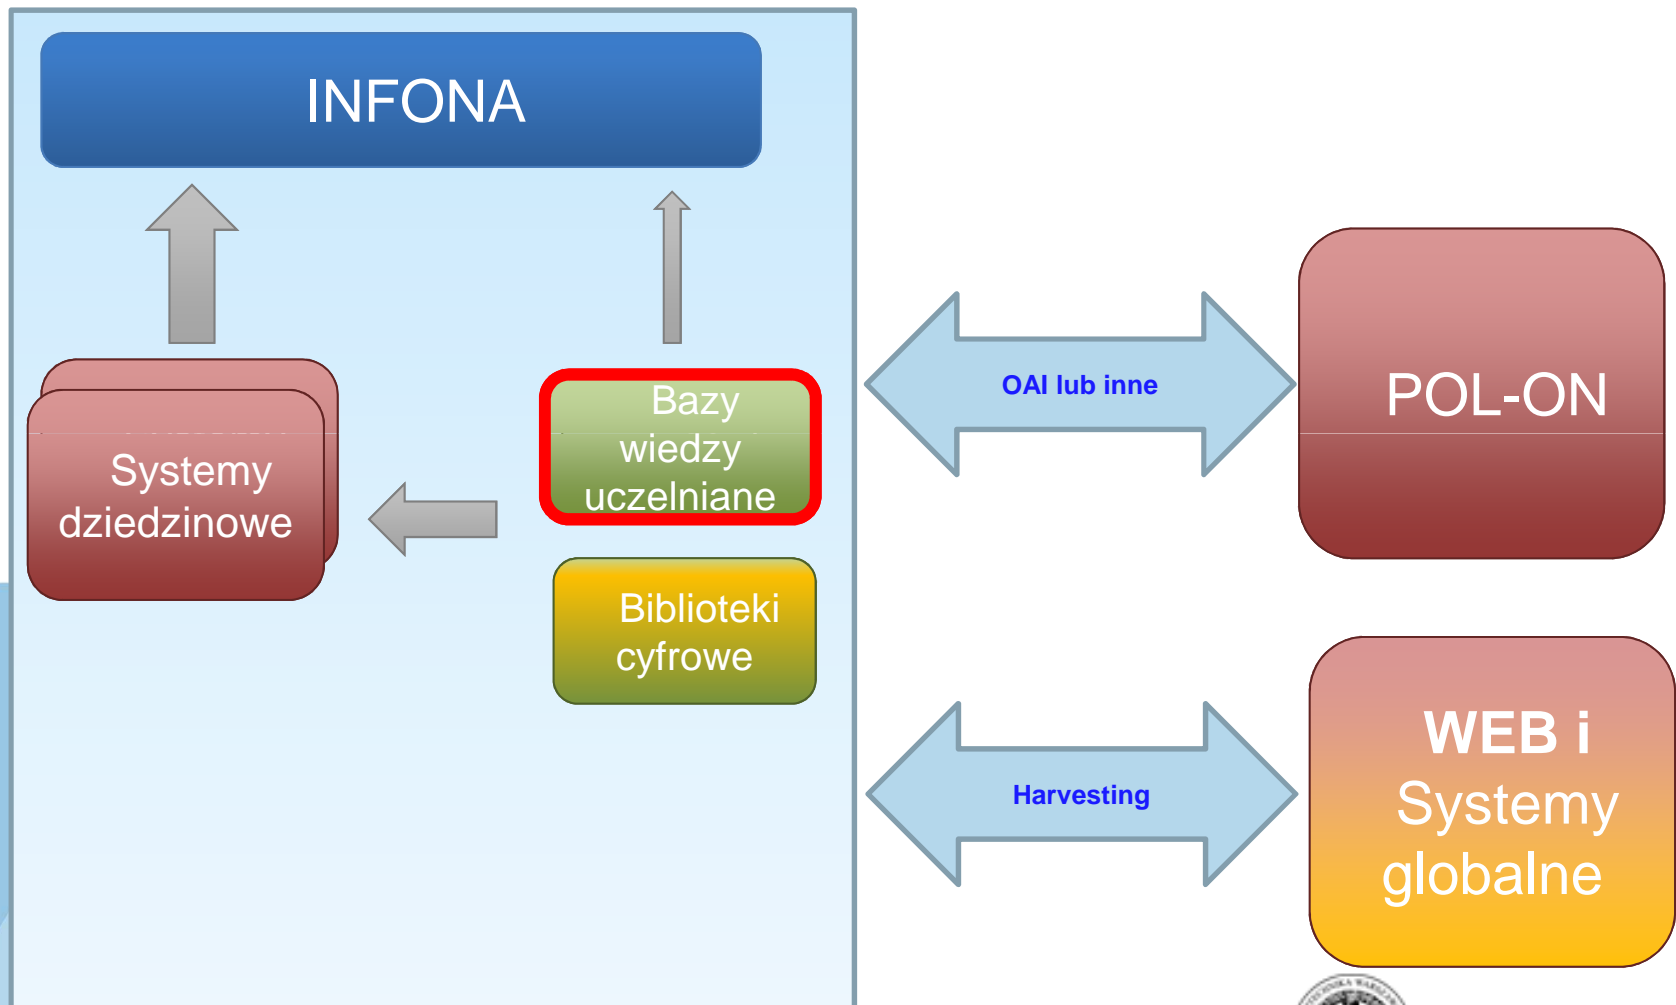 INFONA
Systemy
dziedzinowe
Bazy
wiedzy
uczelniane
Biblioteki
cyfrowe
OAI lub inne
POL-ON
Harvesting
WEB i
Systemy
globalne